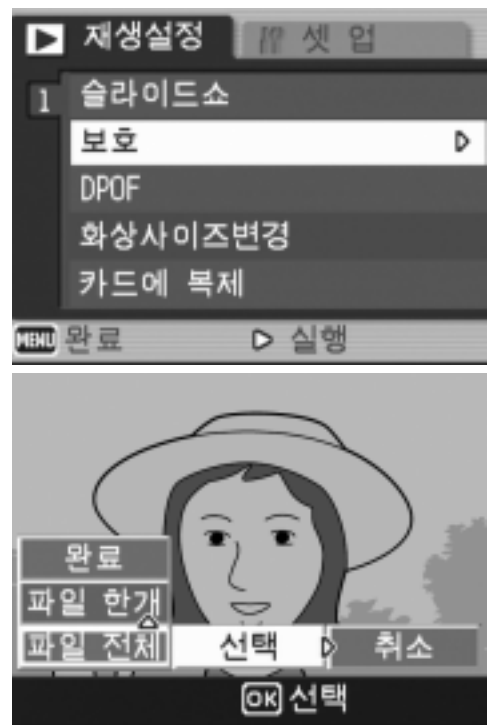 재생설정 셋 업
1 슬라이드쇼
보호
DPOF
화상사이즈변경
카드에 복제
MENU 완료 실행
완료
파일 한개
파일 전체 선택 취소
OK 선택